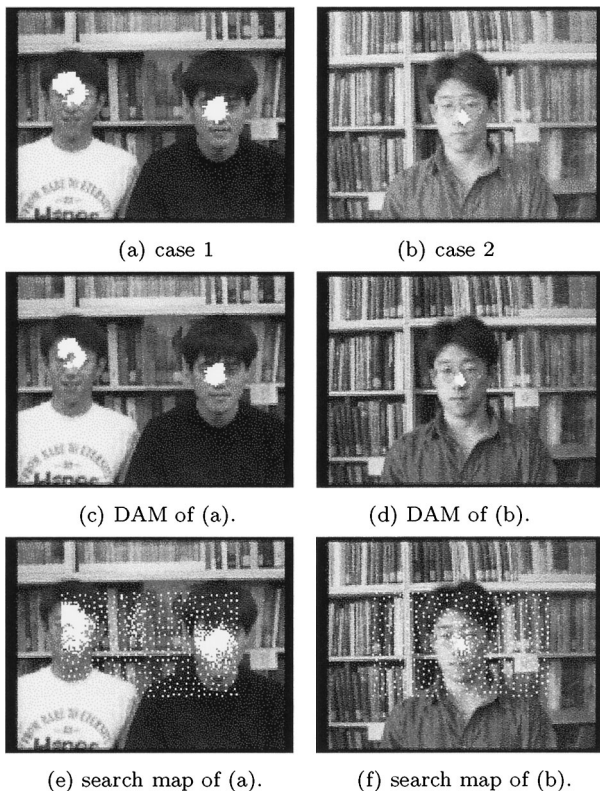 (a) case 1
(b) case 2
(c) DAM of (a).
(d) DAM of (b).
(e) search map of (a).
(f) search map of (b).